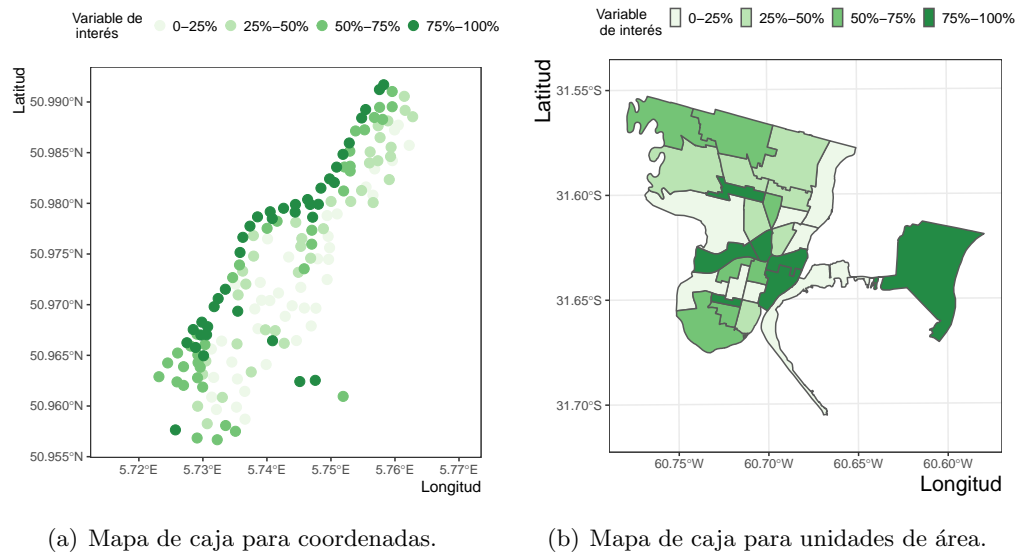 Variable de
interés
0−25%
25%−50%
50%−75%
75%−100%
Latitud
50.990°N
50.985°N
50.980°N
50.975°N
50.970°N
50.965°N
50.960°N
50.955°N
5.72°E
5.73°E
5.74°E
5.75°E
5.76°E
5.77°E
Longitud
(a) Mapa de caja para coordenadas.
Variable
de interés
0−25%
25%−50%
50%−75%
75%−100%
Latitud
31.55°S
31.60°S
31.65°S
31.70°S
60.75°W
60.70°W
60.65°W
60.60°W
Longitud
(b) Mapa de caja para unidades de área.